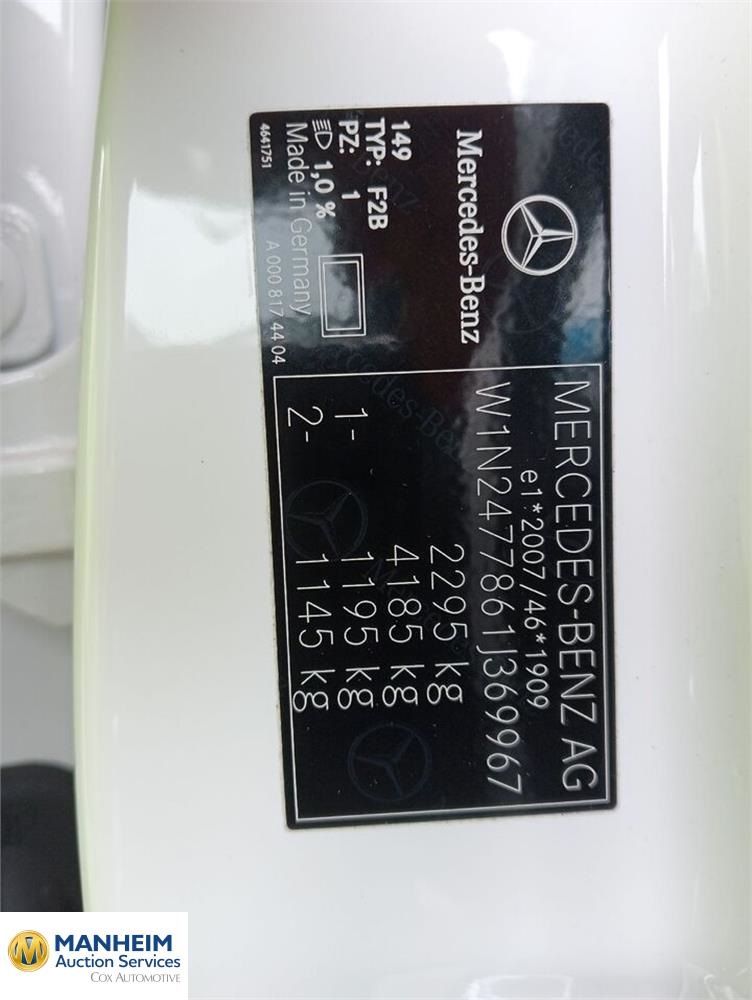 Mercedes-Benz
149
TYP: F2B
PZ: 1
1,0 %
Made in Germany
4641751
A 000 817 44 04
MERCEDES-BENZ AG
e1*2007/46*1909
W1N2477861J369967
2295 kg
4185 kg
1- 1195 kg
2- 1145 kg
M
MANHEIM
Auction Services
COX AUTOMOTIVE